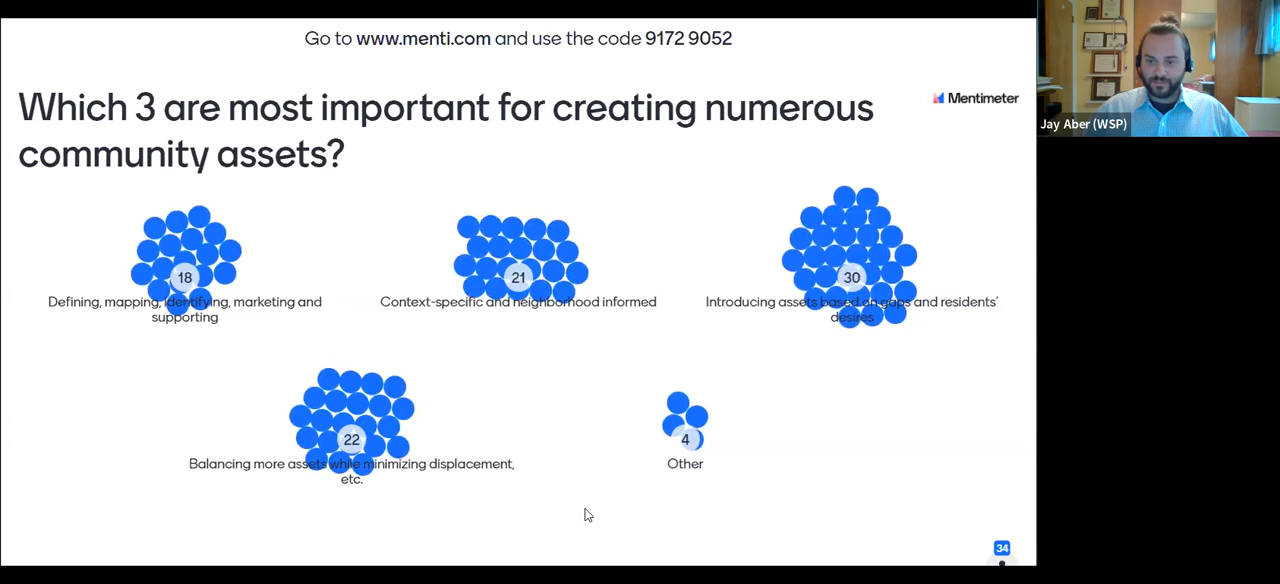 Go to www.menti.com and use the code 9172 9052
Which 3 are most important for creating numerous
community assets?
Mentimeter
Jay Aber (WSP)
18
21
30
Defining, mapping, identifying, marketing and
supporting
Context-specific and neighborhood informed
Introducing assets based on gaps and residents'
desires
22
4
Balancing more assets while minimizing displacement,
etc.
Other
34